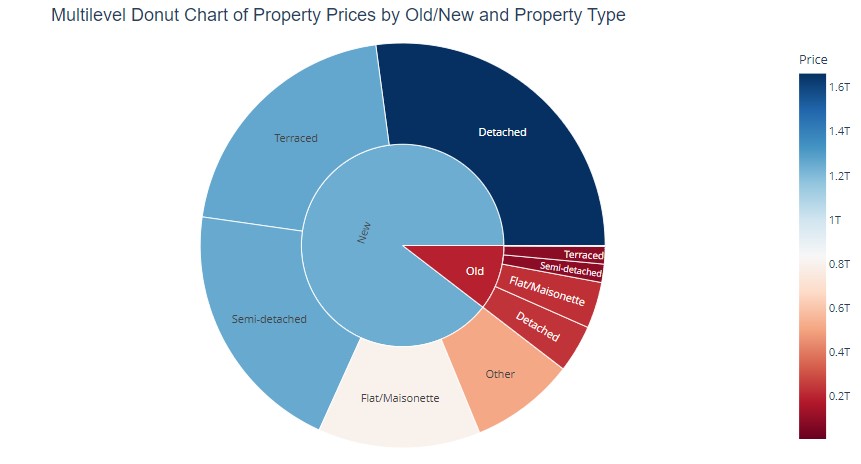 Multilevel Donut Chart of Property Prices by Old/New and Property Type
Price
1.6T
1.4T
1.2T
1T
0.8T
0.6T
0.4T
0.2T
Detached
Terraced
New
Old
Terraced
Semi-detached
Flat/Maisonette
Detached
Semi-detached
Other
Flat/Maisonette